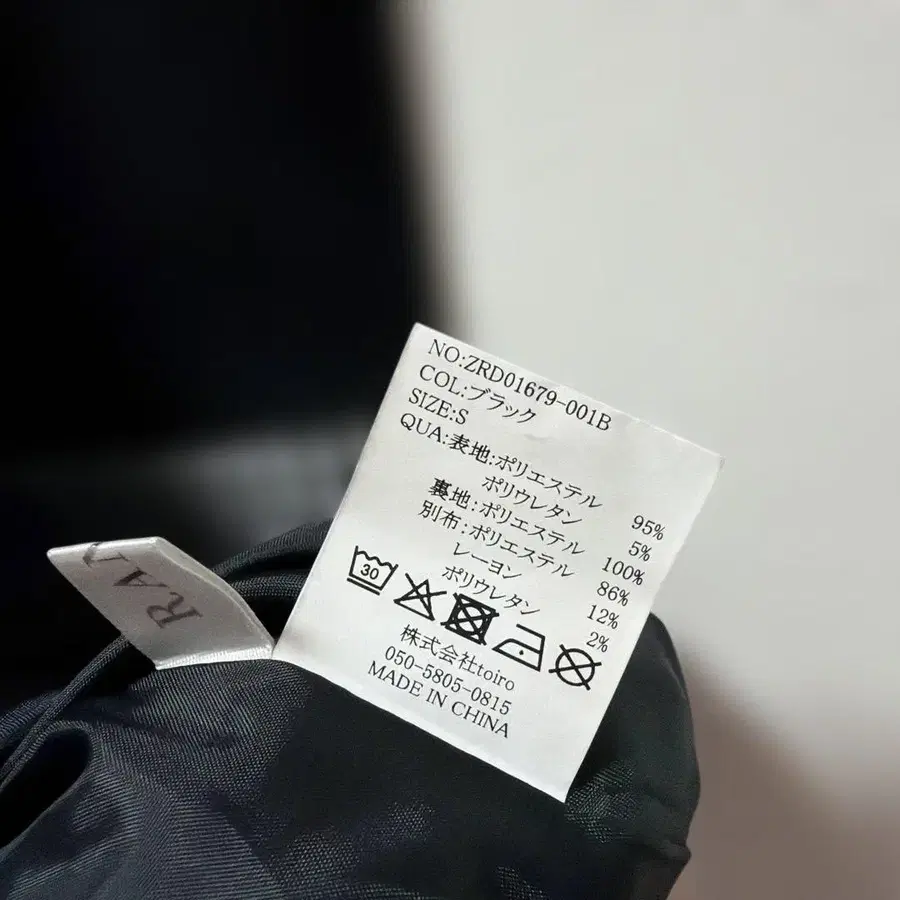 NO:ZRD01679-001B
COL:ブラック
SIZE:S
QUA:表地:ポリエステル 95%
ポリウレタン 5%
裏地:ポリエステル 100%
別布:ポリエステル 86%
レーヨン 12%
ポリウレタン 2%
30
株式会社toiro
050-5805-0815
MADE IN CHINA